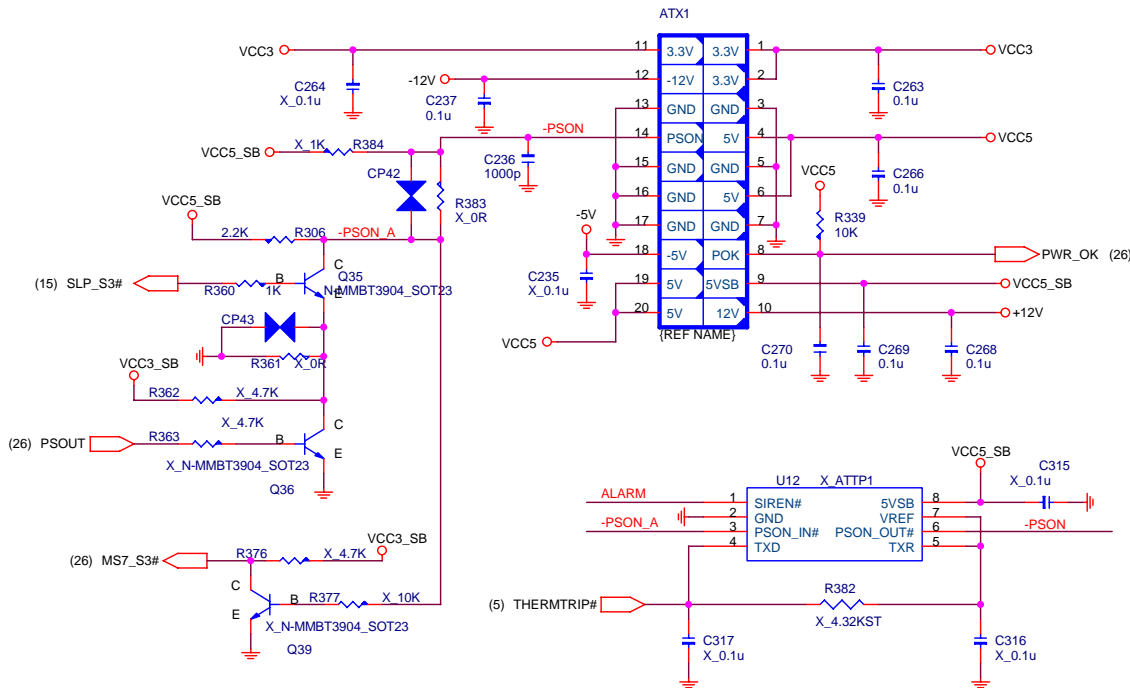 ATX1
VCC3 11 3.3V 3.3V 1 VCC3
C264
X_0.1u
-12V 12 -12V 3.3V 2
C237
0.1u
C263
0.1u
13 GND GND 3
-PSON 14 PSON 5V 4 VCC5
VCC5_SB X_1K R384
C236
1000p
15 GND GND 5
CP42
C266
0.1u
16 GND 5V 6
VCC5_SB
R383
X_0R
VCC5
17 GND GND 7
-5V
R339
10K
2.2K R306 -PSON_A
18 -5V POK 8 PWR_OK (26)
C235
X_0.1u
(15) SLP_S3# R360 1K B C E Q35
N-MMBT3904_SOT23
19 5V 5VSB 9 VCC5_SB
20 5V 12V 10 +12V
{REF NAME}
VCC5
CP43
C270
0.1u
C269
0.1u
C268
0.1u
R361 X_0R
VCC3_SB
R362 X_4.7K
X_4.7K
(26) PSOUT R363 B C E
X_N-MMBT3904_SOT23
Q36
VCC5_SB
C315
X_0.1u
U12 X_ATTP1
ALARM 1 SIREN# 5VSB 8
2 GND VREF 7
-PSON_A 3 PSON_IN# PSON_OUT# 6 -PSON
4 TXD TXR 5
VCC3_SB
(26) MS7_S3# R376 X_4.7K
C
E B R377 X_10K
X_N-MMBT3904_SOT23
Q39
(5) THERMTRIP# R382
X_4.32KST
C317
X_0.1u
C316
X_0.1u